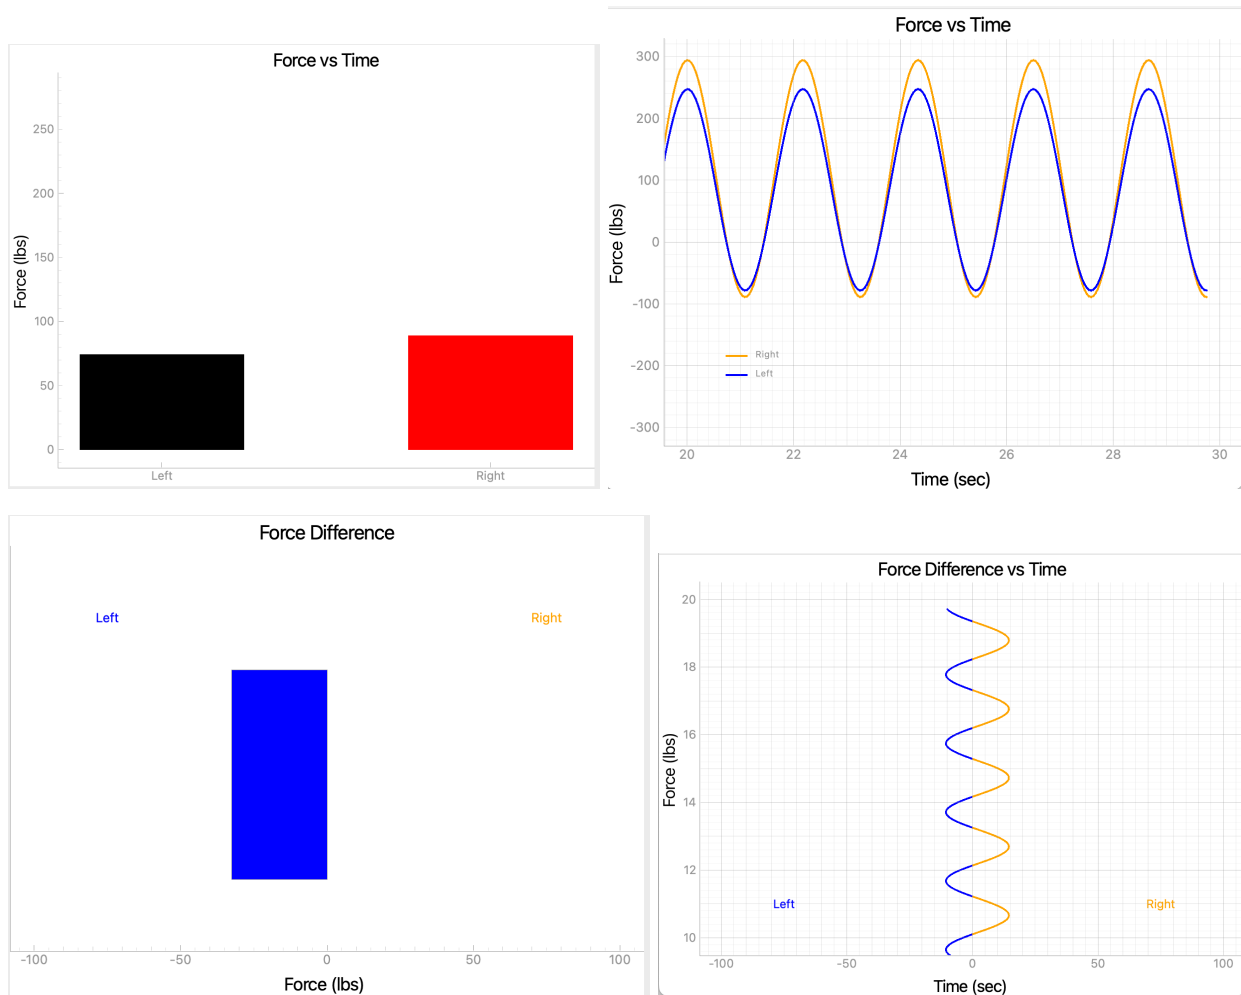 Force vs Time
250
200
150
100
50
0
Force (lbs)
Left
Right
Force vs Time
300
200
100
0
-100
-200
-300
Force (lbs)
Right
Left
20
22
24
26
28
30
Time (sec)
Force Difference
Left
Right
-100
-50
0
50
100
Force (lbs)
Force Difference vs Time
20
18
16
14
12
10
Force (lbs)
Left
Right
-100
-50
0
50
100
Time (sec)